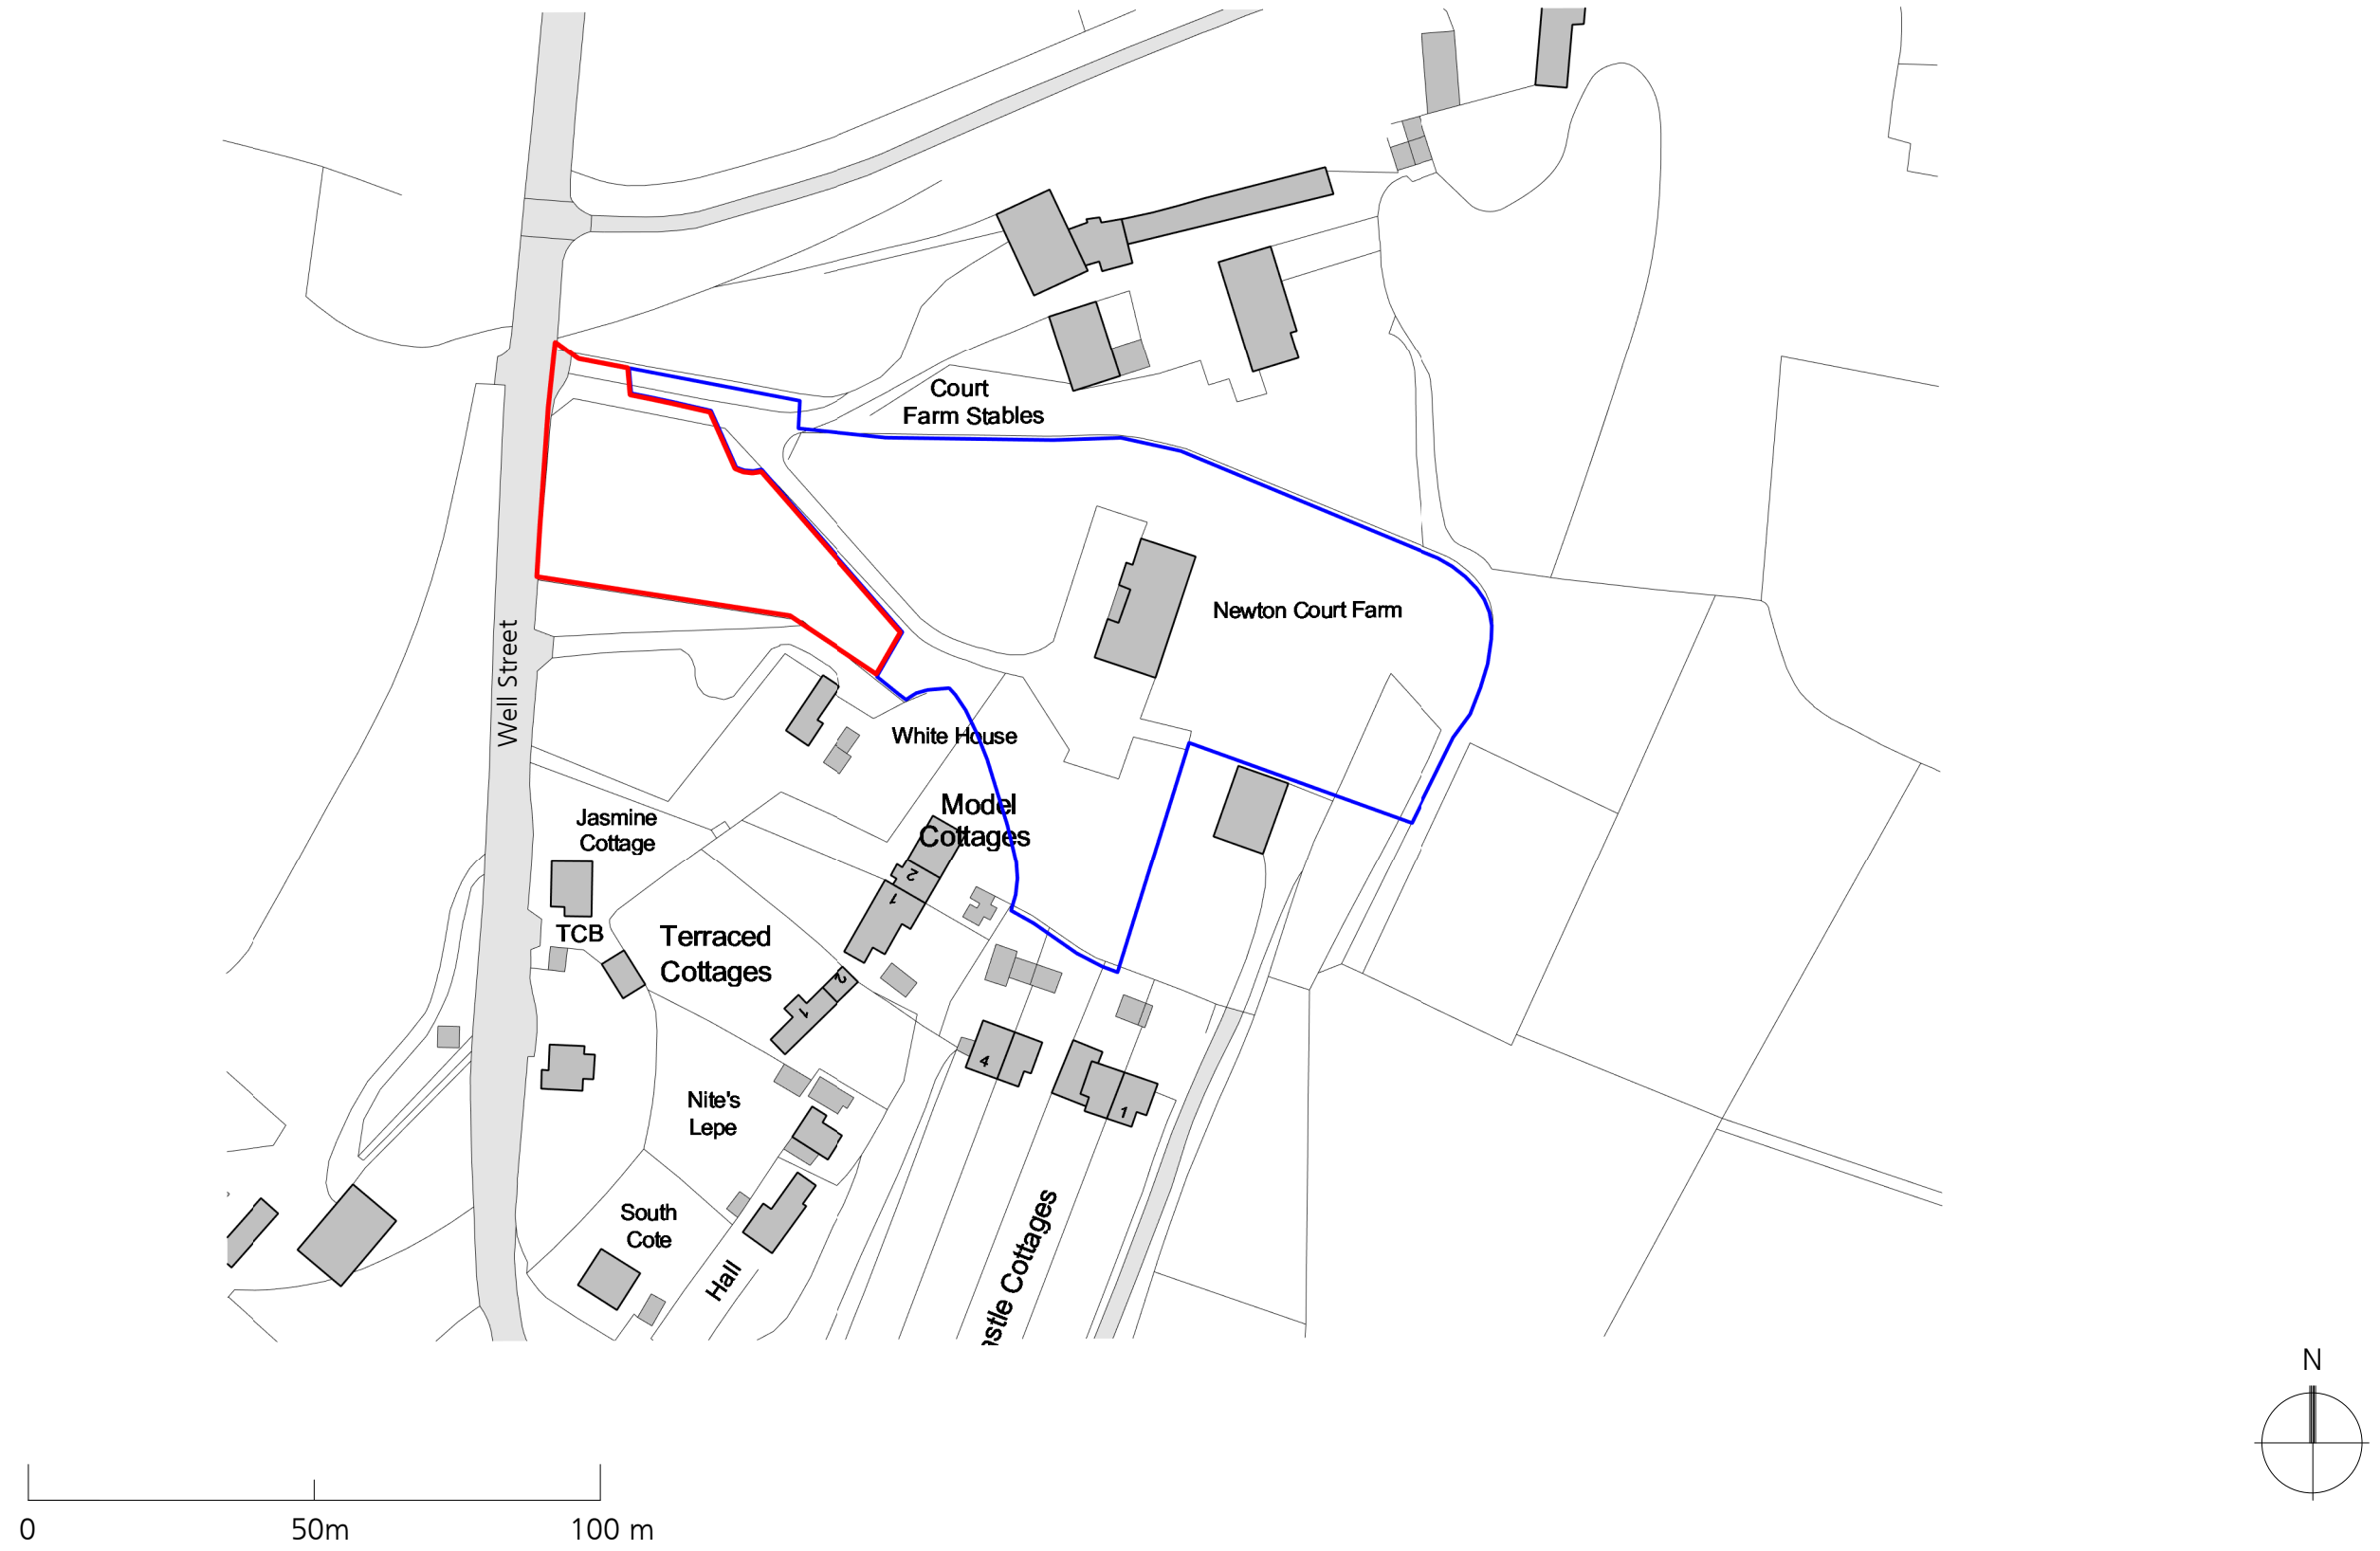 Court
Farm Stables
Newton Court Farm
Well Street
White House
Model
Cottages
Jasmine
Cottage
2
1
TCB
Terraced
Cottages
2
1
4
1
Nite's
Lepe
South
Cote
Hall
Cottages
N
0
50m
100 m